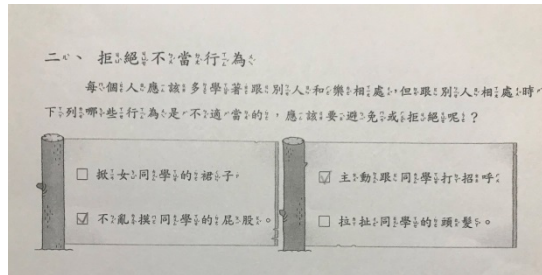 二、拒絕不當行為
每個人應該多學著跟別人和樂相處，但跟別人相處時，
下列哪些行為是不適當的，應該要避免或拒絕呢？
□ 掀女同學的裙子。
☑ 不亂摸同學的屁股。
☑ 主動跟同學打招呼
□ 拉扯同學的頭髮。